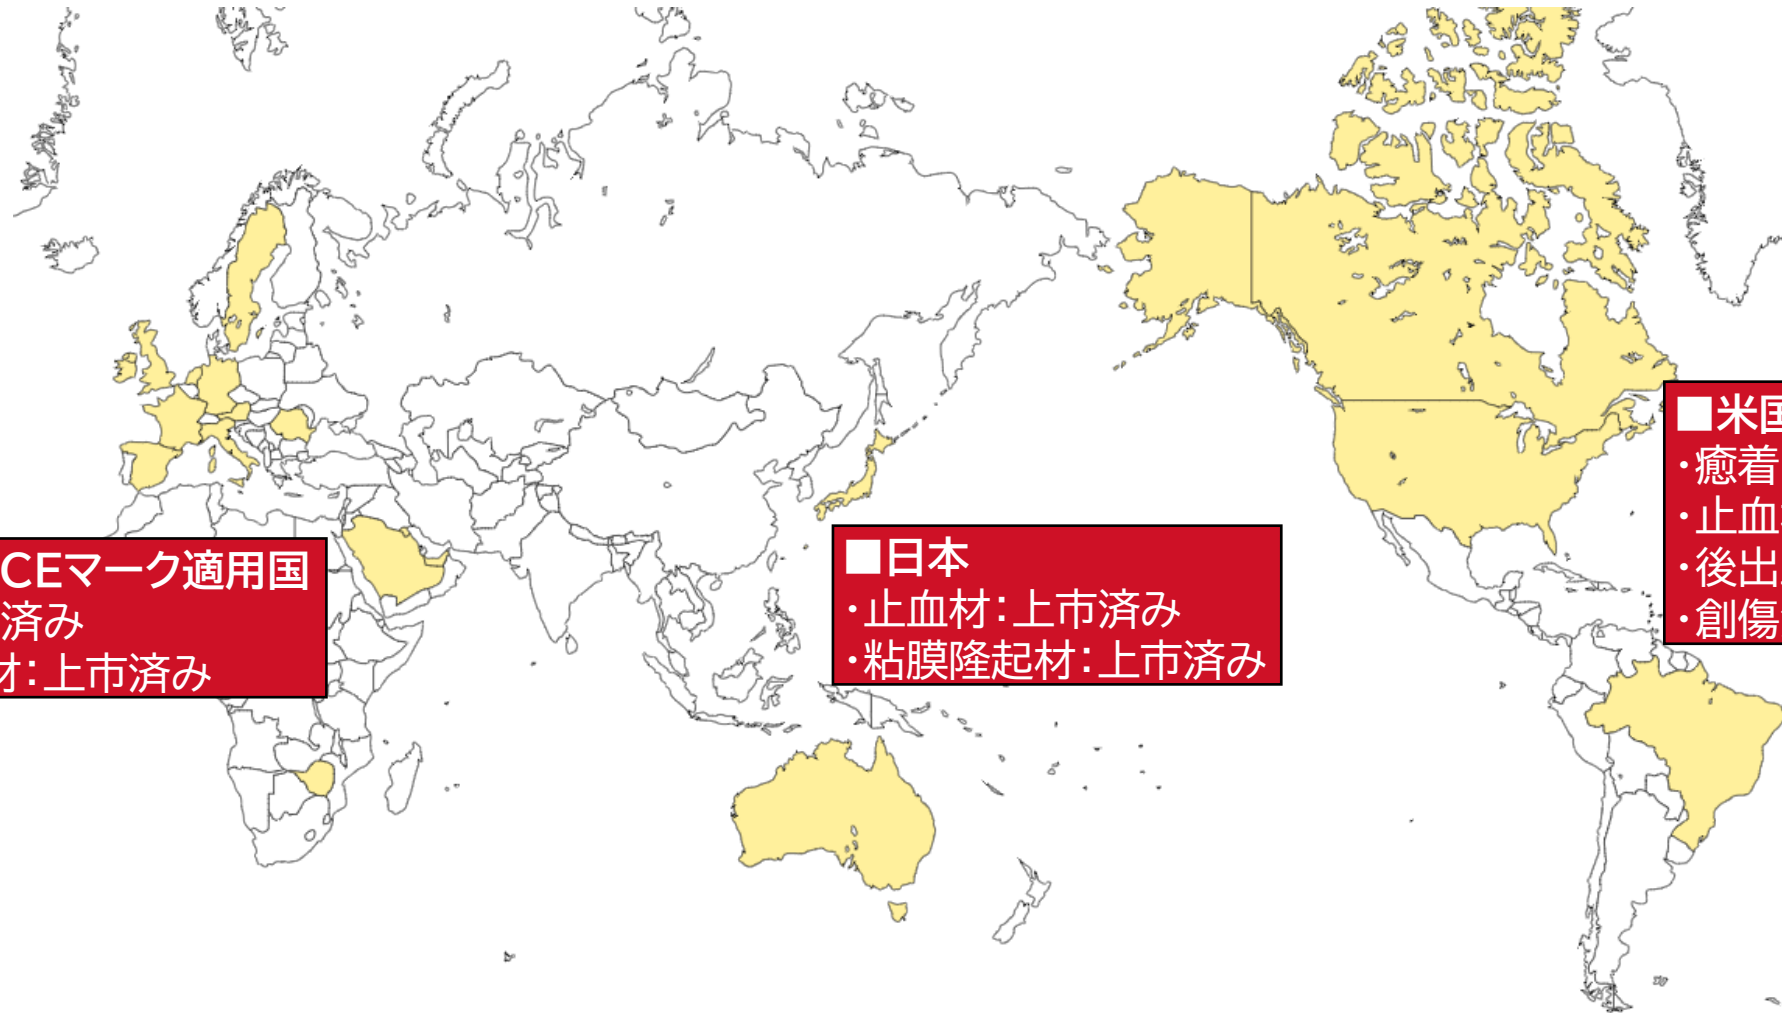 CEマーク適用国
済み
材：上市済み
■日本
・止血材：上市済み
・粘膜隆起材：上市済み
■米国
・癒着
・止血
・後出
・創傷